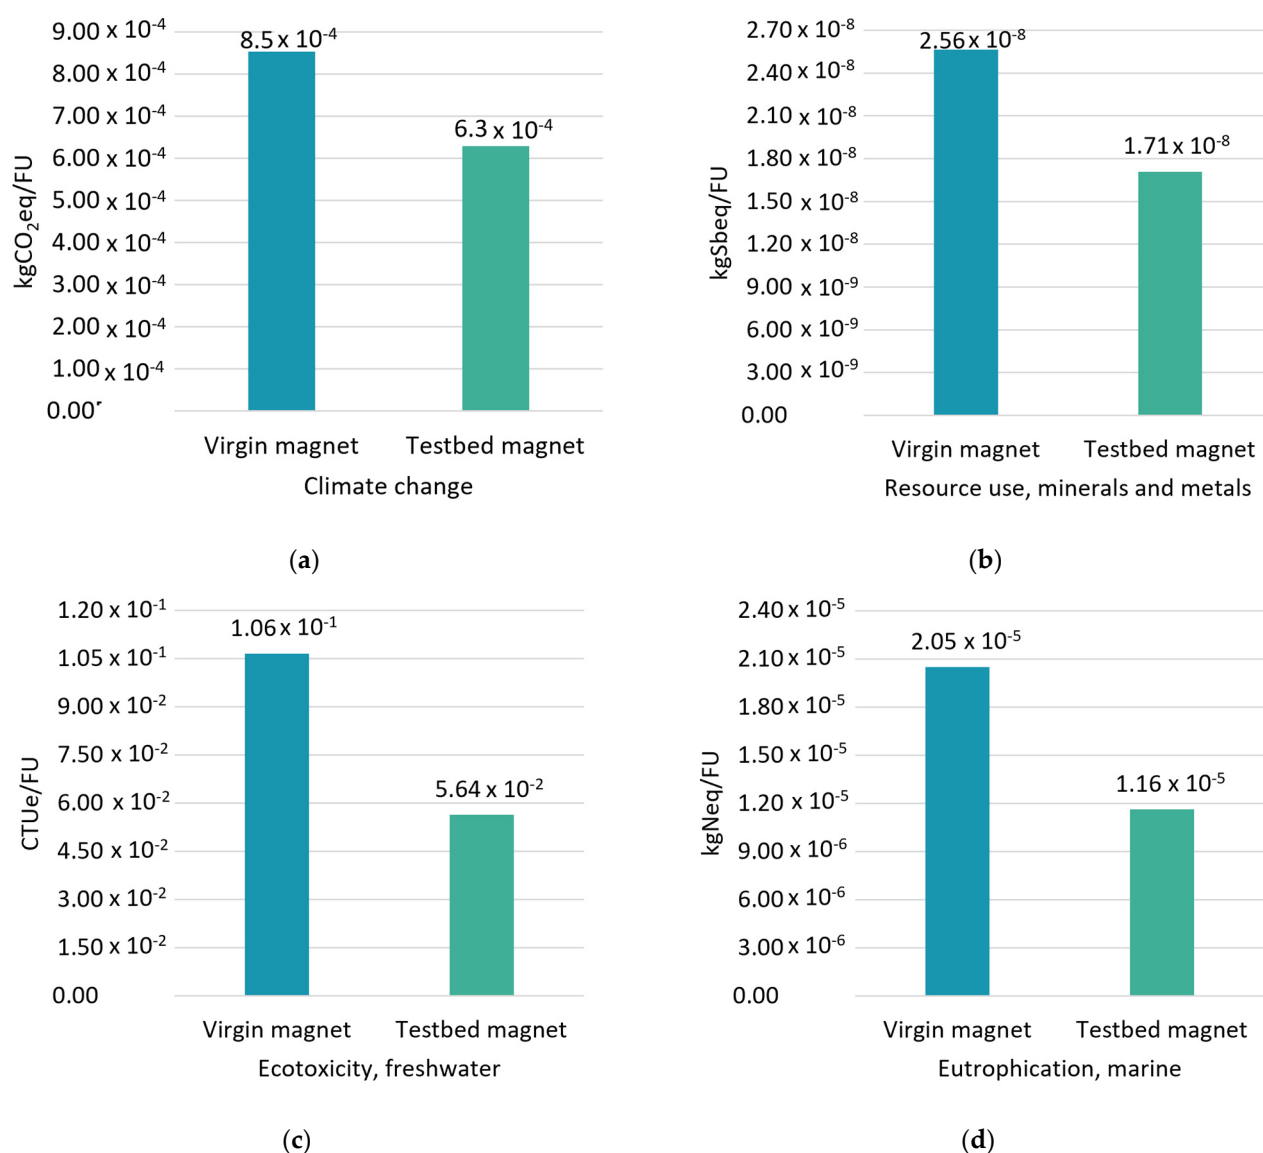 9.00 x 10⁻⁴
8.00 x 10⁻⁴
7.00 x 10⁻⁴
6.00 x 10⁻⁴
5.00 x 10⁻⁴
4.00 x 10⁻⁴
3.00 x 10⁻⁴
2.00 x 10⁻⁴
1.00 x 10⁻⁴
0.00
kgCO₂eq/FU
8.5 x 10⁻⁴
6.3 x 10⁻⁴
Virgin magnet Testbed magnet
Climate change
(a)
2.70 x 10⁻⁸
2.40 x 10⁻⁸
2.10 x 10⁻⁸
1.80 x 10⁻⁸
1.50 x 10⁻⁸
1.20 x 10⁻⁸
9.00 x 10⁻⁹
6.00 x 10⁻⁹
3.00 x 10⁻⁹
0.00
kgSbeq/FU
2.56 x 10⁻⁸
1.71 x 10⁻⁸
Virgin magnet Testbed magnet
Resource use, minerals and metals
(b)
1.20 x 10⁻¹
1.05 x 10⁻¹
9.00 x 10⁻²
7.50 x 10⁻²
6.00 x 10⁻²
4.50 x 10⁻²
3.00 x 10⁻²
1.50 x 10⁻²
0.00
CTUe/FU
1.06 x 10⁻¹
5.64 x 10⁻²
Virgin magnet Testbed magnet
Ecotoxicity, freshwater
(c)
2.40 x 10⁻⁵
2.10 x 10⁻⁵
1.80 x 10⁻⁵
1.50 x 10⁻⁵
1.20 x 10⁻⁵
9.00 x 10⁻⁶
6.00 x 10⁻⁶
3.00 x 10⁻⁶
0.00
kgNeq/FU
2.05 x 10⁻⁵
1.16 x 10⁻⁵
Virgin magnet Testbed magnet
Eutrophication, marine
(d)